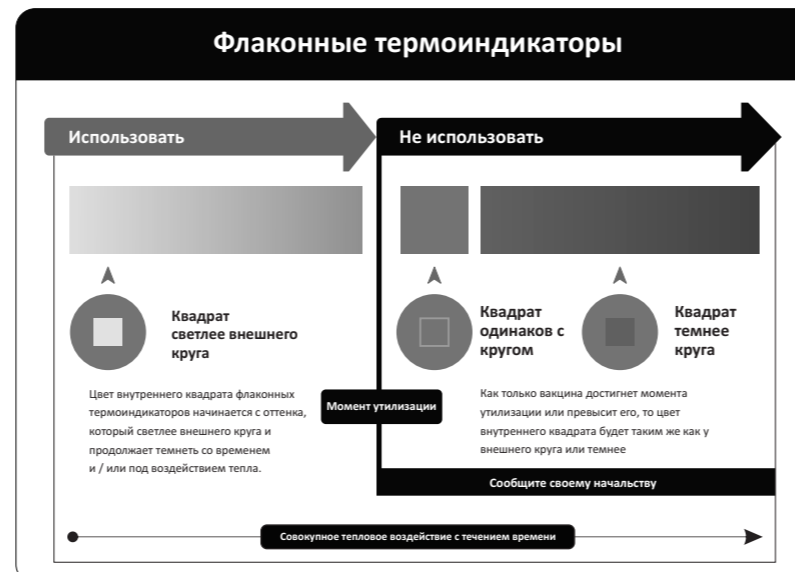 Флаконные термоиндикаторы
Использовать
Не использовать
Квадрат
светлее внешнего
круга
Квадрат
одинаков с
кругом
Квадрат
темнее
круга
Цвет внутреннего квадрата флаконных
термоиндикаторов начинается с оттенка,
который светлее внешнего круга и
продолжает темнеть со временем
и / или под воздействием тепла.
Момент утилизации
Как только вакцина достигнет момента
утилизации или превысит его, то цвет
внутреннего квадрата будет таким же как у
внешнего круга или темнее
Сообщите своему начальству
Совокупное тепловое воздействие с течением времени